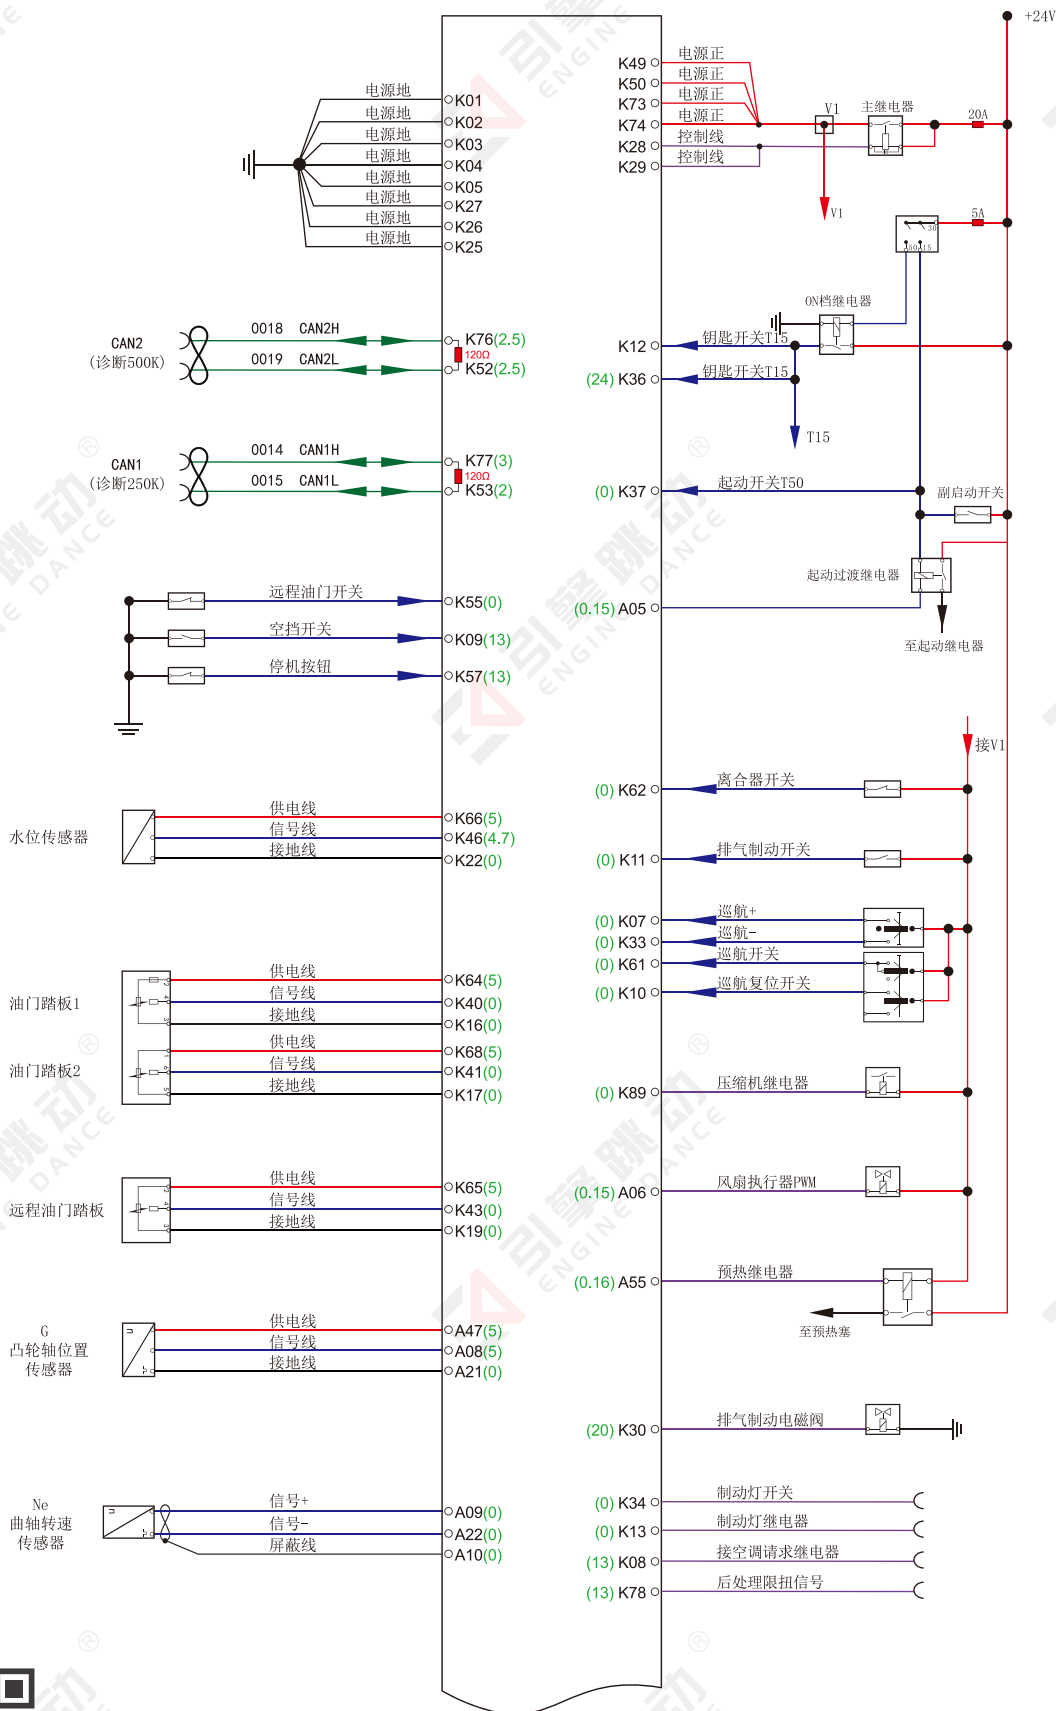 +24V
电源正 K49
电源正 K50
电源正 K73
电源正 K74
控制线 K28
控制线 K29
V1
主继电器
20A
V1
5A
30
50 15
电源地 K01
电源地 K02
电源地 K03
电源地 K04
电源地 K05
电源地 K27
电源地 K26
电源地 K25
ON档继电器
CAN2
(诊断500K)
0018 CAN2H K76(2.5)
120Ω
0019 CAN2L K52(2.5)
K12 钥匙开关T15
(24) K36 钥匙开关T15
T15
CAN1
(诊断250K)
0014 CAN1H K77(3)
120Ω
0015 CAN1L K53(2)
(0) K37 起动开关T50
副启动开关
起动过渡继电器
(0.15) A05
至起动继电器
远程油门开关 K55(0)
空挡开关 K09(13)
停机按钮 K57(13)
接V1
(0) K62 离合器开关
水位传感器
供电线 K66(5)
信号线 K46(4.7)
接地线 K22(0)
(0) K11 排气制动开关
(0) K07 巡航+
(0) K33 巡航-
(0) K61 巡航开关
(0) K10 巡航复位开关
油门踏板1
供电线 K64(5)
信号线 K40(0)
接地线 K16(0)
油门踏板2
供电线 K68(5)
信号线 K41(0)
接地线 K17(0)
2
4
3
1
6
5
(0) K89 压缩机继电器
远程油门踏板
供电线 K65(5)
信号线 K43(0)
接地线 K19(0)
2
4
3
(0.15) A06 风扇执行器PWM
(0.16) A55 预热继电器
至预热塞
G
凸轮轴位置
传感器
n
供电线 A47(5)
信号线 A08(5)
接地线 A21(0)
(20) K30 排气制动电磁阀
Ne
曲轴转速
传感器
n
信号+ A09(0)
信号- A22(0)
屏蔽线 A10(0)
(0) K34 制动灯开关
(0) K13 制动灯继电器
(13) K08 接空调请求继电器
(13) K78 后处理限扭信号
引擎跳动
ENGINE DANCE
®